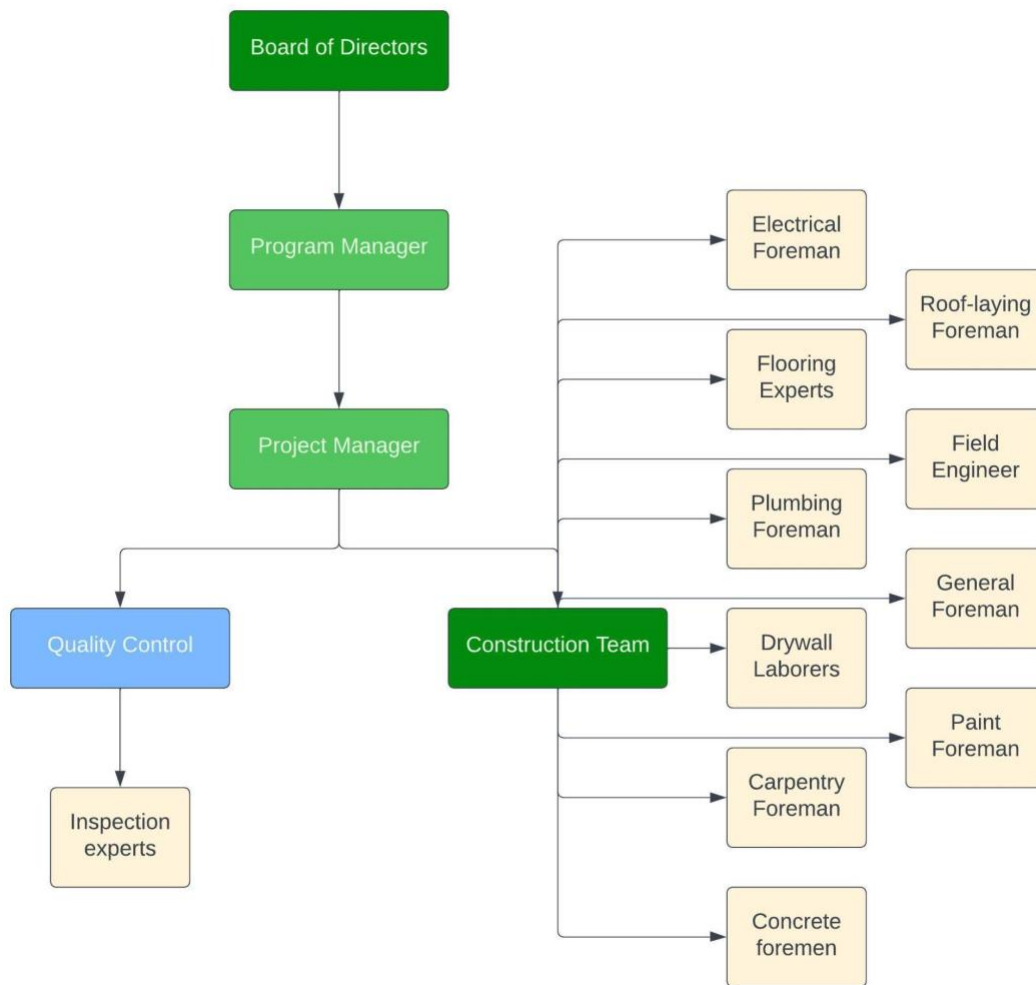 Board of Directors
Program Manager
Electrical
Foreman
Roof-laying
Foreman
Flooring
Experts
Project Manager
Field
Engineer
Plumbing
Foreman
General
Foreman
Quality Control
Construction Team
Drywall
Laborers
Paint
Foreman
Carpentry
Foreman
Inspection
experts
Concrete
foremen